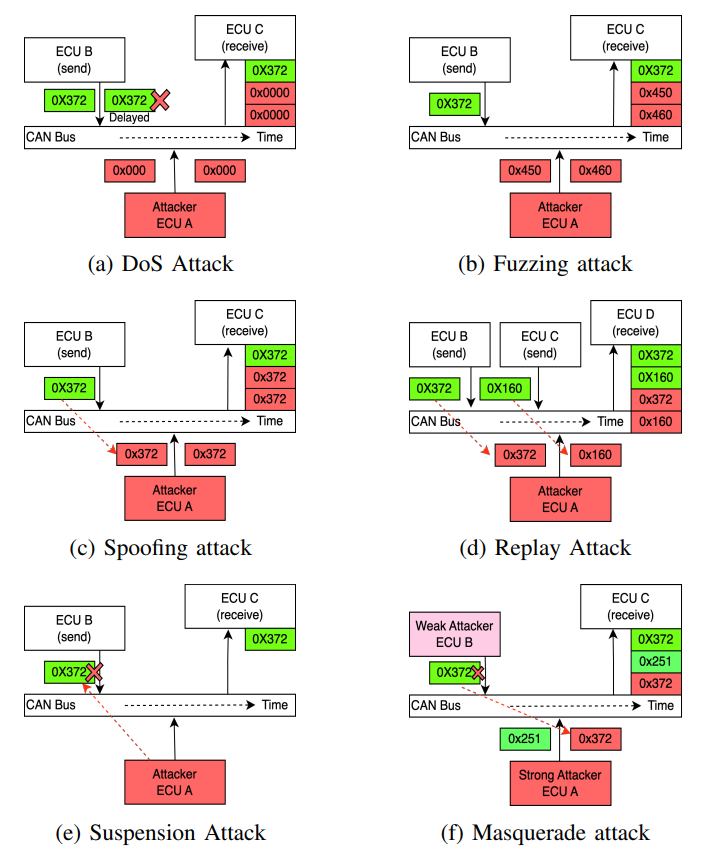 ECU B
(send)
ECU C
(receive)
0X372
0X372
Delayed
0X372
0x0000
0x0000
CAN Bus
Time
0x000
0x000
Attacker
ECU A
(a) DoS Attack
ECU B
(send)
ECU C
(receive)
0X372
0X372
0x450
0x460
CAN Bus
Time
0x450
0x460
Attacker
ECU A
(b) Fuzzing attack
ECU B
(send)
ECU C
(receive)
0X372
0X372
0x372
0x372
CAN Bus
Time
0x372
0x372
Attacker
ECU A
(c) Spoofing attack
ECU B
(send)
ECU C
(send)
ECU D
(receive)
0X372
0X160
0X372
0X160
0x372
0x160
CAN Bus
Time
0x372
0x160
Attacker
ECU A
(d) Replay Attack
ECU B
(send)
ECU C
(receive)
0X372
0X372
CAN Bus
Time
Attacker
ECU A
(e) Suspension Attack
Weak Attacker
ECU B
ECU C
(receive)
0X372
0X372
0x251
0x372
CAN Bus
Time
0x251
0x372
Strong Attacker
ECU A
(f) Masquerade attack